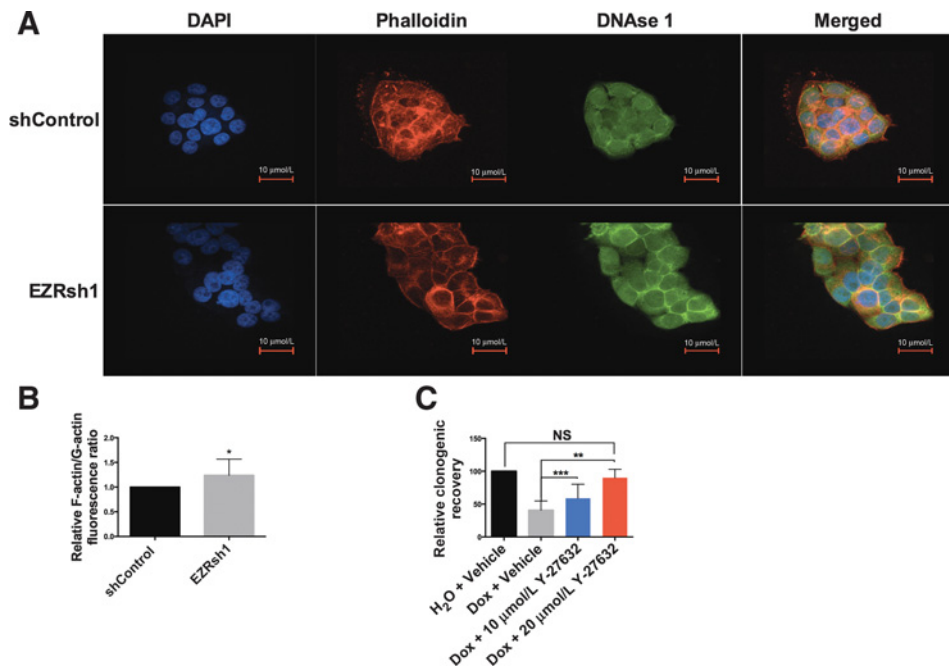 A
DAPI
Phalloidin
DNAse 1
Merged
shControl
10 µmol/L
10 µmol/L
10 µmol/L
10 µmol/L
EZRsh1
10 µmol/L
10 µmol/L
10 µmol/L
10 µmol/L
B
Relative F-actin/G-actin
fluorescence ratio
2.0
1.5
1.0
0.5
0.0
*
shControl
EZRsh1
C
Relative clonogenic
recovery
150
100
50
0
NS
**
***
H₂O + Vehicle
Dox + Vehicle
Dox + 10 µmol/L Y-27632
Dox + 20 µmol/L Y-27632